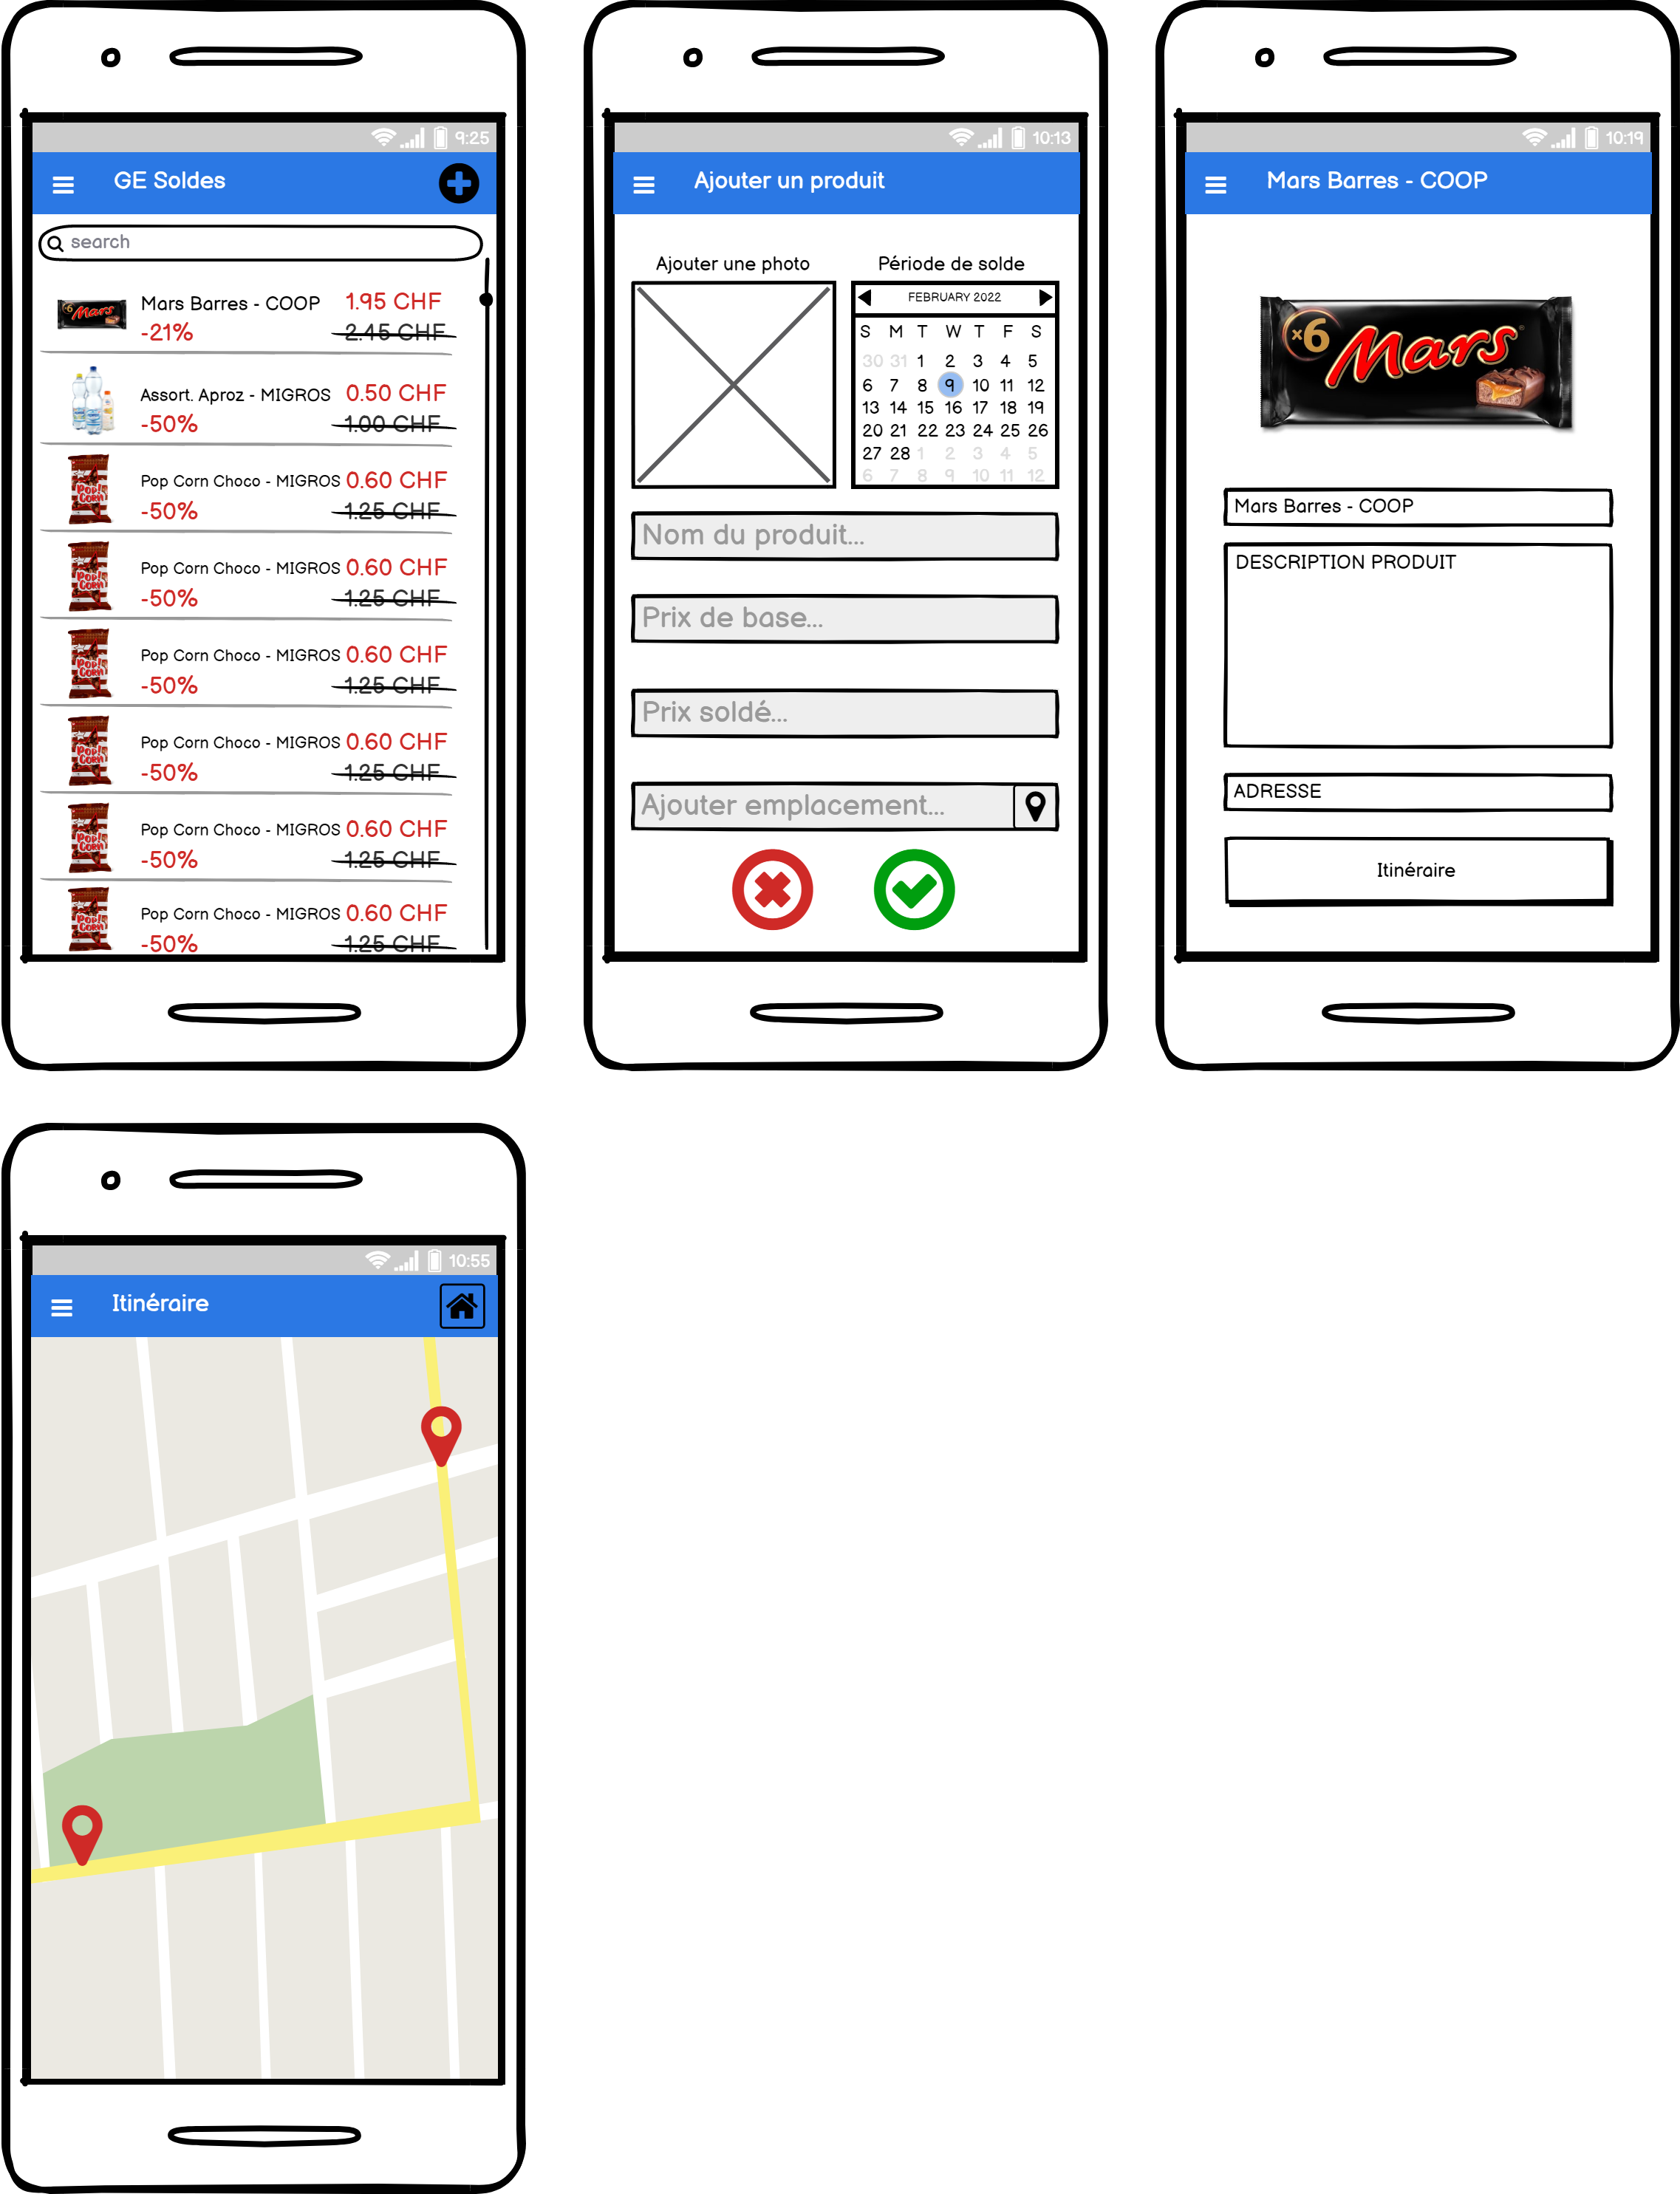 9:25
GE Soldes
search
Mars Barres - COOP 1.95 CHF
-21% 2.45 CHF
Assort. Aproz - MIGROS 0.50 CHF
-50% 1.00 CHF
Pop Corn Choco - MIGROS 0.60 CHF
-50% 1.25 CHF
Pop Corn Choco - MIGROS 0.60 CHF
-50% 1.25 CHF
Pop Corn Choco - MIGROS 0.60 CHF
-50% 1.25 CHF
Pop Corn Choco - MIGROS 0.60 CHF
-50% 1.25 CHF
Pop Corn Choco - MIGROS 0.60 CHF
-50% 1.25 CHF
Pop Corn Choco - MIGROS 0.60 CHF
-50% 1.25 CHF
10:13
Ajouter un produit
Ajouter une photo
Période de solde
FEBRUARY 2022
S M T W T F S
30 31 1 2 3 4 5
6 7 8 9 10 11 12
13 14 15 16 17 18 19
20 21 22 23 24 25 26
27 28 1 2 3 4 5
6 7 8 9 10 11 12
Nom du produit...
Prix de base...
Prix soldé...
Ajouter emplacement...
10:19
Mars Barres - COOP
x6 Mars
Mars Barres - COOP
DESCRIPTION PRODUIT
ADRESSE
Itinéraire
10:55
Itinéraire